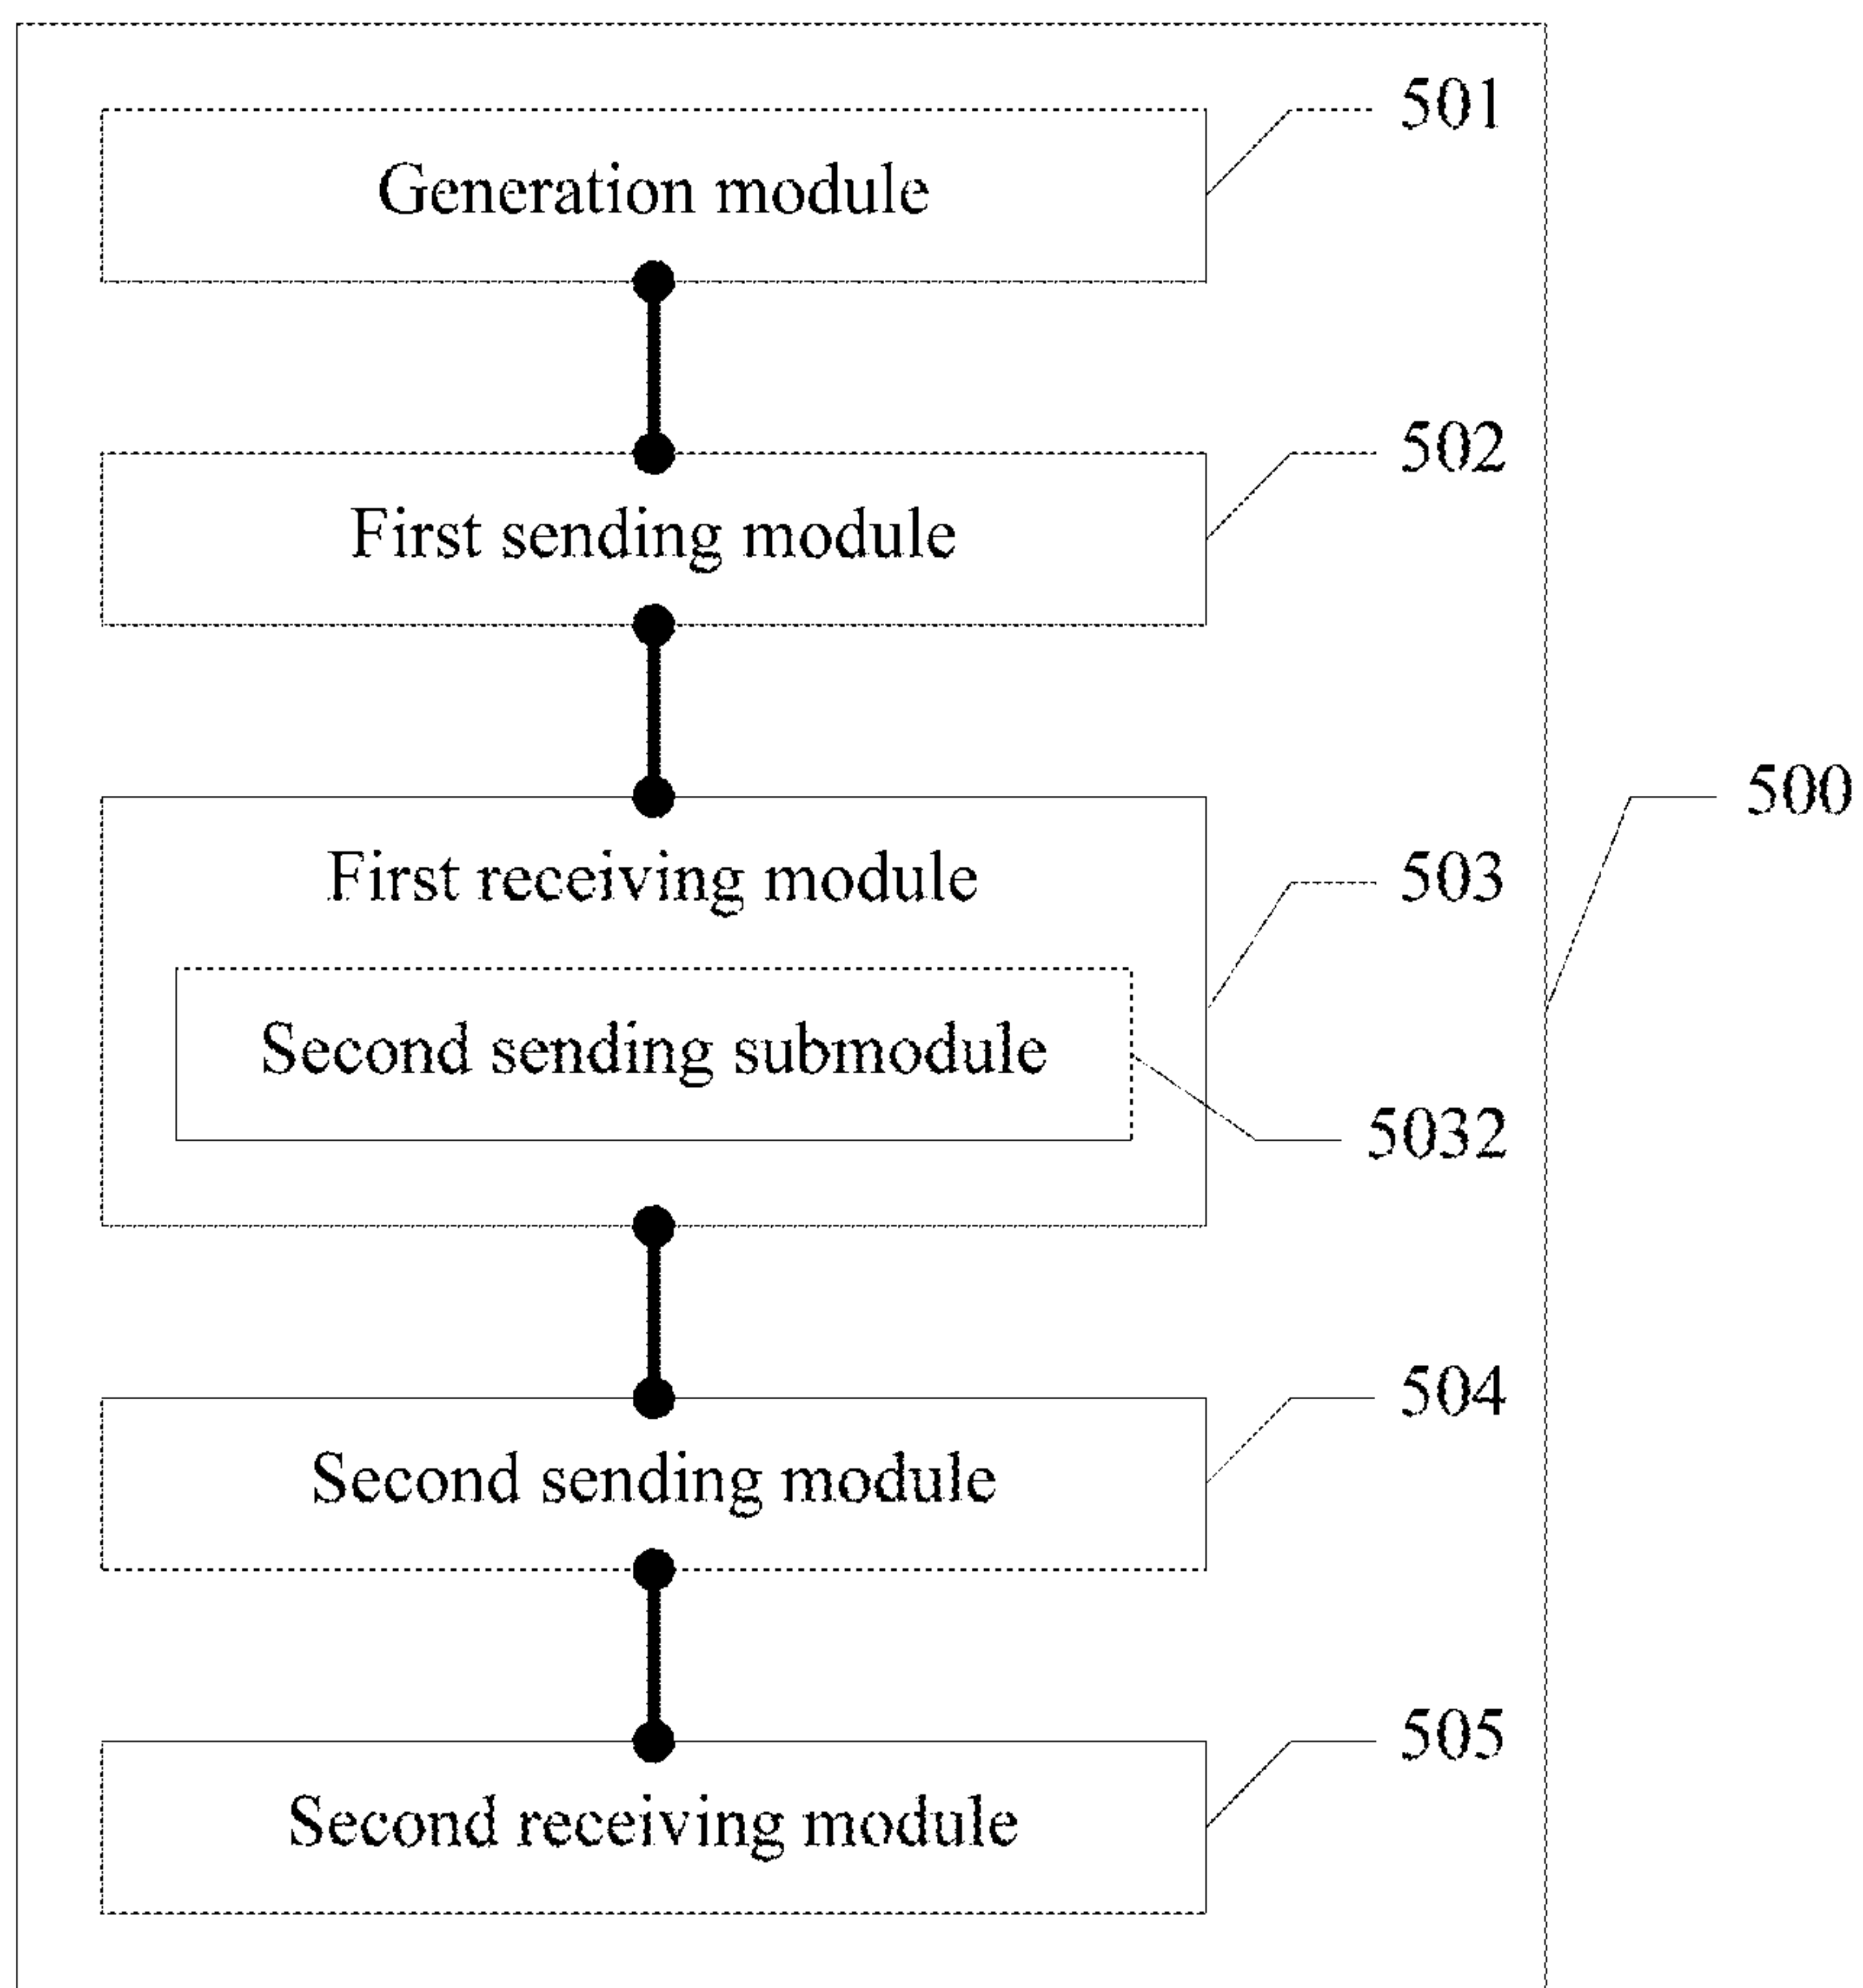 501
Generation module
502
First sending module
500
First receiving module
503
Second sending submodule
5032
504
Second sending module
505
Second receiving module